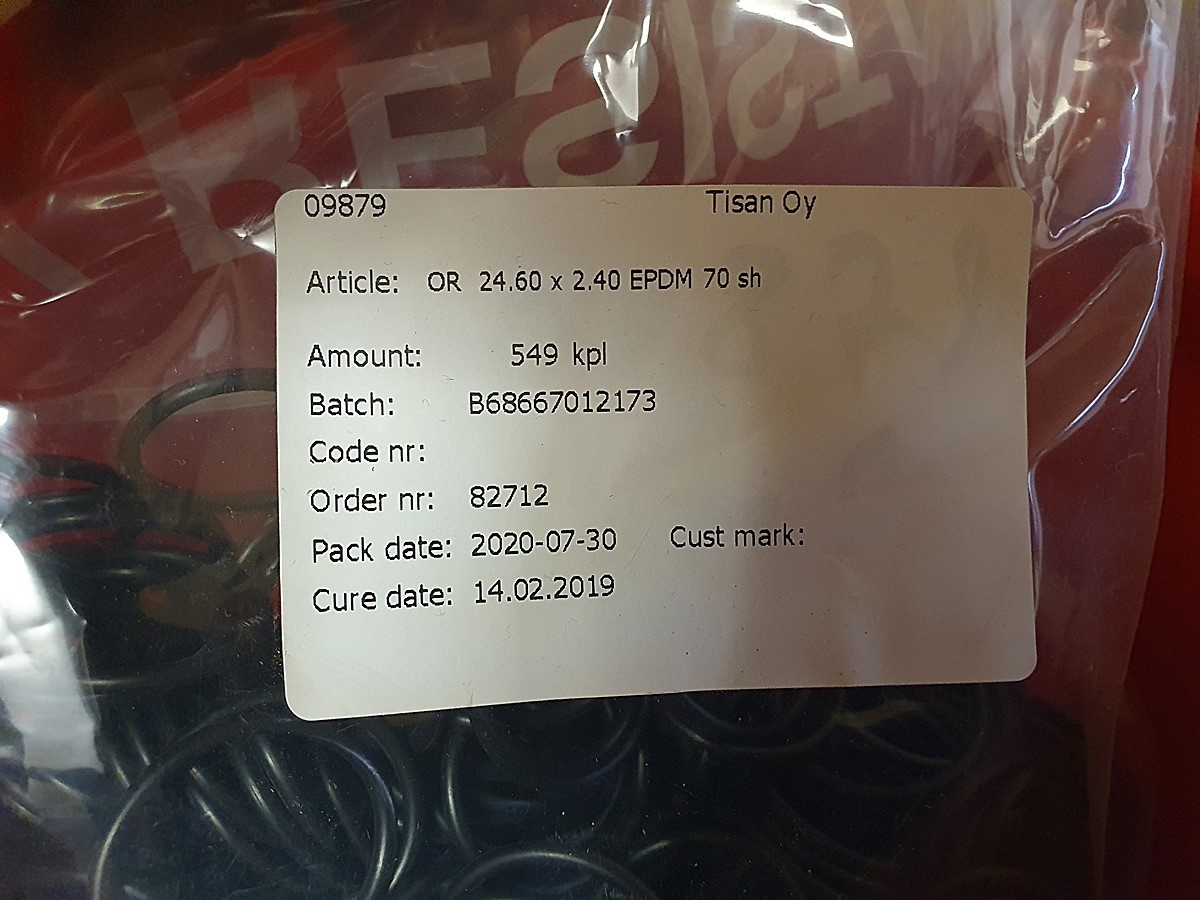 09879 Tisan Oy
Article: OR 24.60 x 2.40 EPDM 70 sh
Amount: 549 kpl
Batch: B68667012173
Code nr:
Order nr: 82712
Pack date: 2020-07-30 Cust mark:
Cure date: 14.02.2019